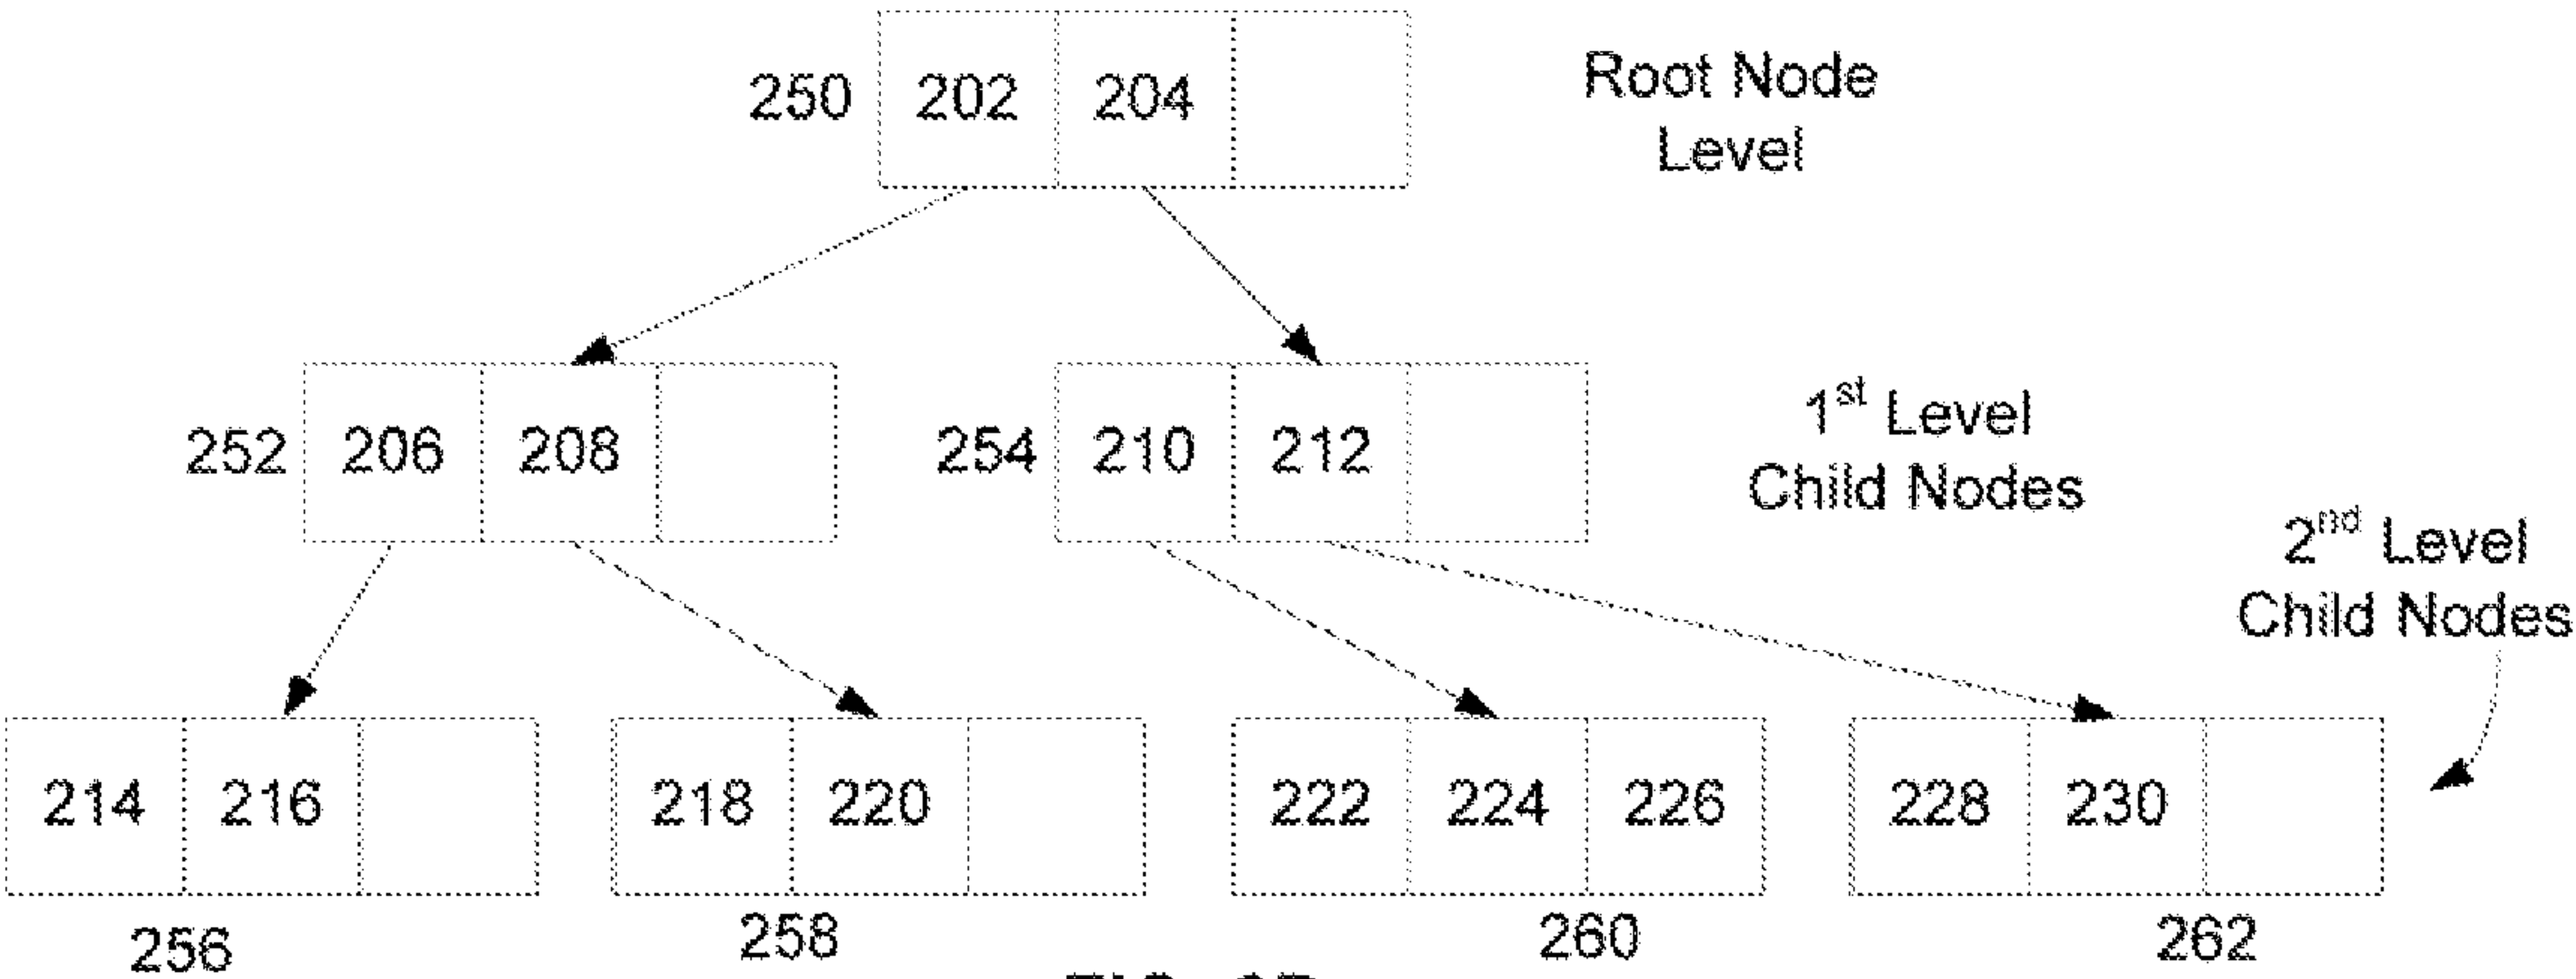 250 202 204 Root Node
Level
252 206 208 254 210 212 1st Level
Child Nodes
2nd Level
Child Nodes
214 216 218 220 222 224 226 228 230
256 258 260 262